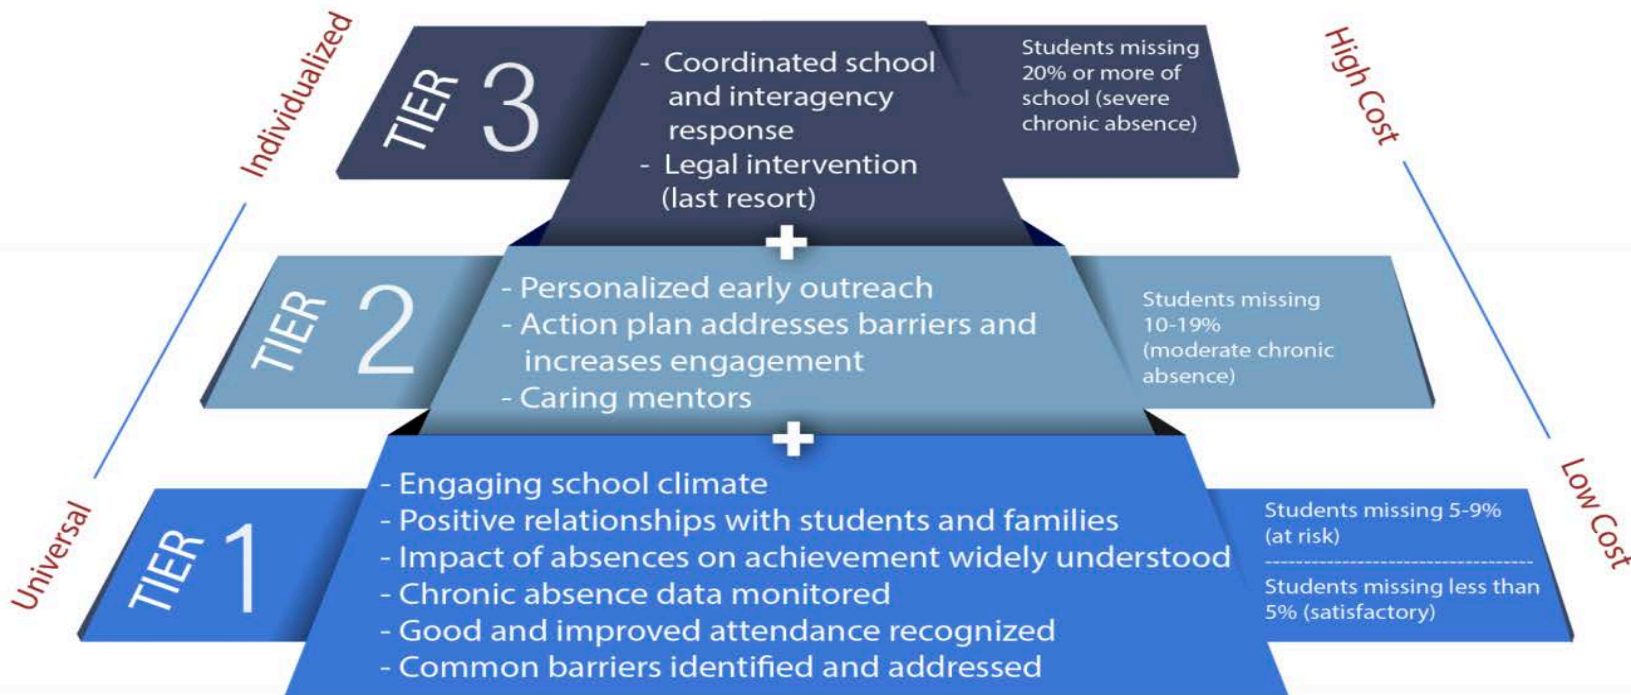 Individualized
Universal
High Cost
Low Cost
TIER 3
- Coordinated school
and interagency
response
- Legal intervention
(last resort)
Students missing
20% or more of
school (severe
chronic absence)
+
TIER 2
- Personalized early outreach
- Action plan addresses barriers and
increases engagement
- Caring mentors
Students missing
10-19%
(moderate chronic
absence)
+
TIER 1
- Engaging school climate
- Positive relationships with students and families
- Impact of absences on achievement widely understood
- Chronic absence data monitored
- Good and improved attendance recognized
- Common barriers identified and addressed
Students missing 5-9%
(at risk)
Students missing less than
5% (satisfactory)